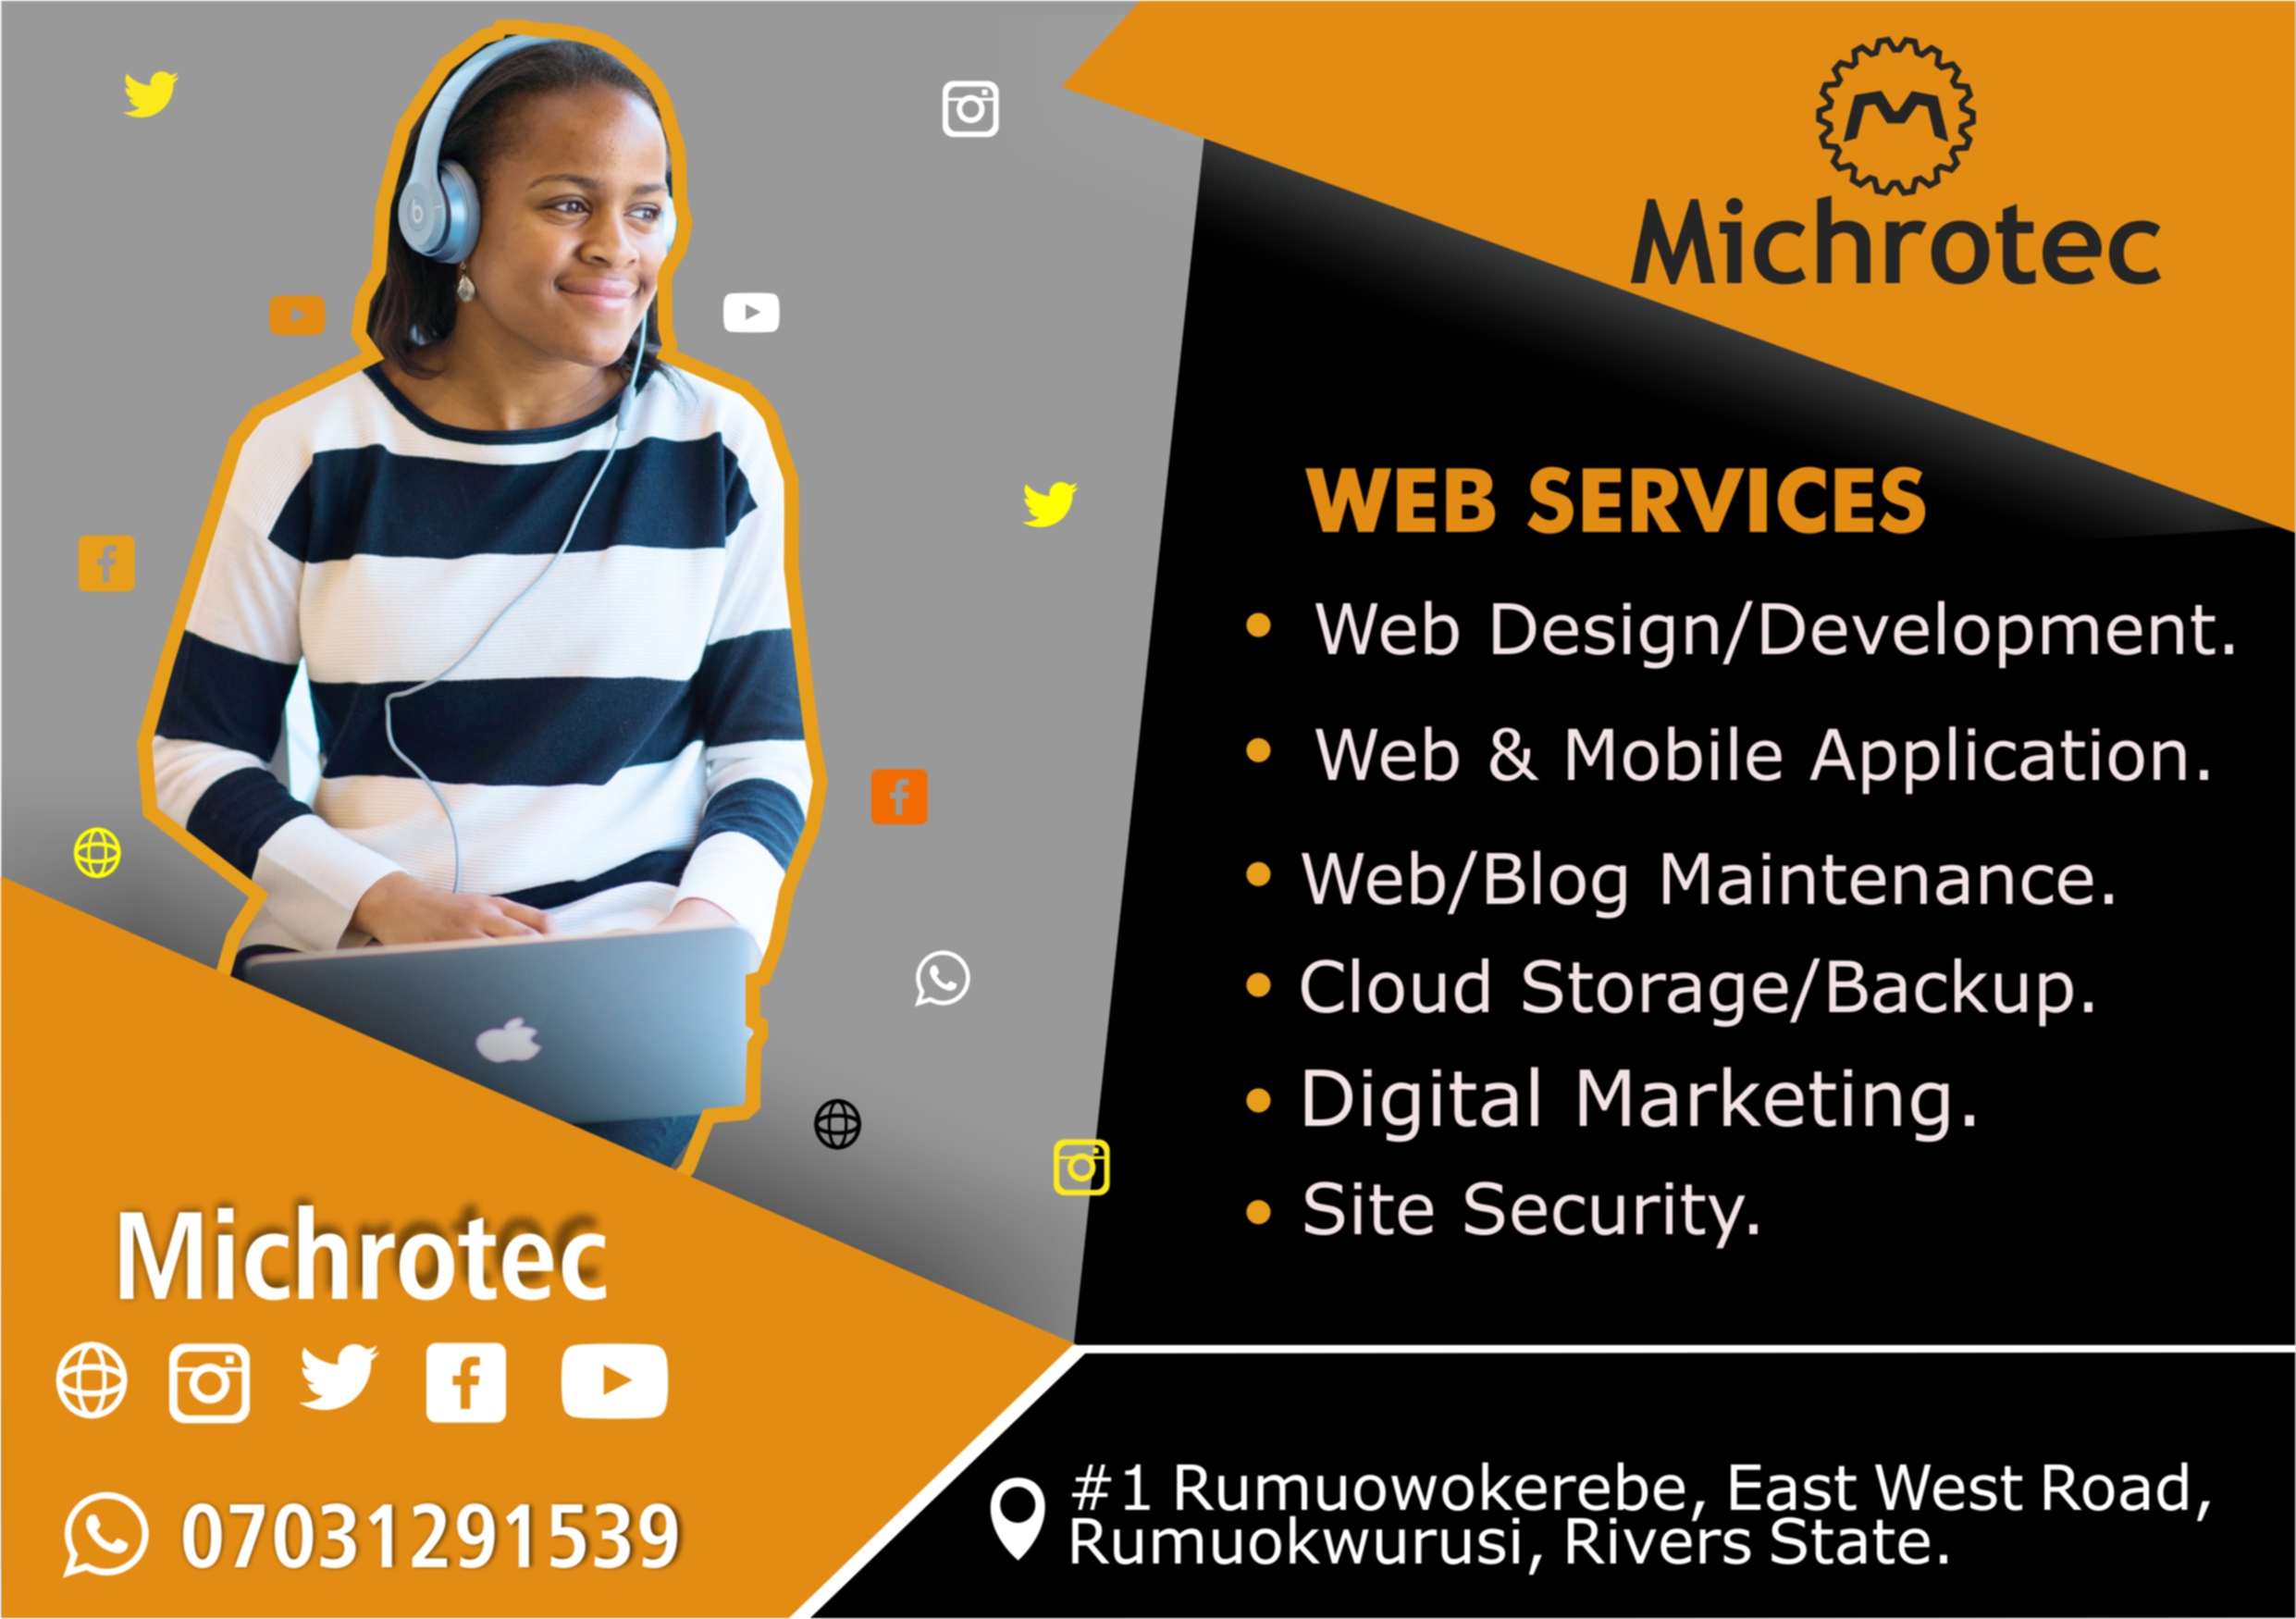 Michrotec
WEB SERVICES
Web Design/Development.
Web & Mobile Application.
Web/Blog Maintenance.
Cloud Storage/Backup.
Digital Marketing.
Site Security.
Michrotec
07031291539
#1 Rumuowokerebe, East West Road,
Rumuokwurusi, Rivers State.